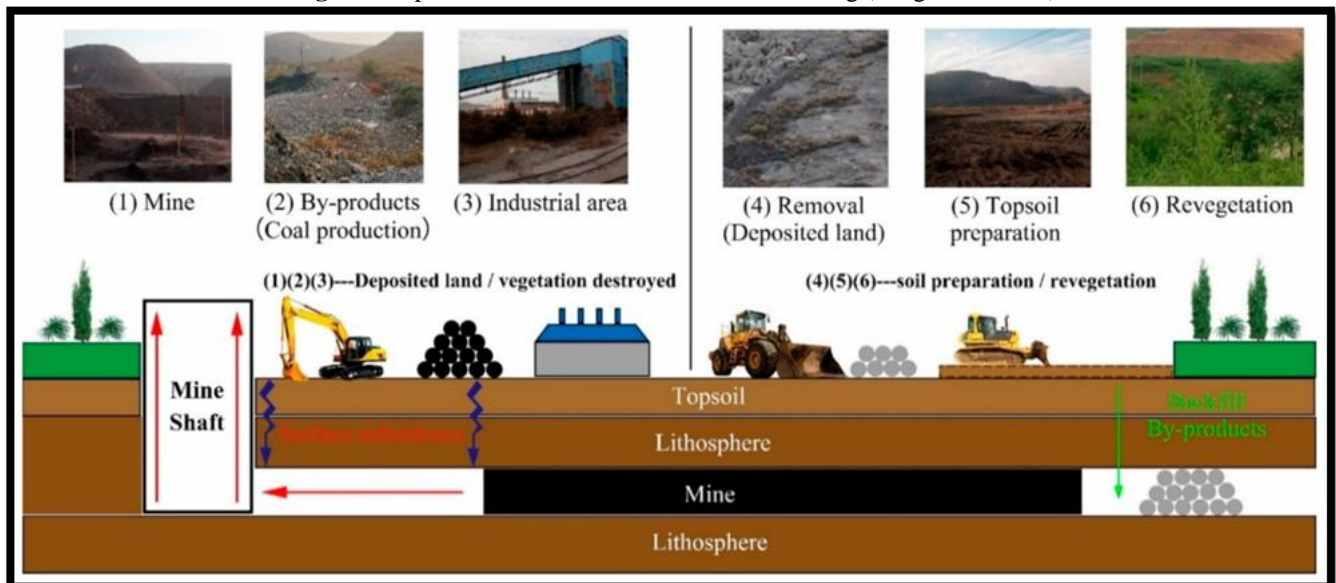 (1) Mine
(2) By-products
(Coal production)
(3) Industrial area
(4) Removal
(Deposited land)
(5) Topsoil
preparation
(6) Revegetation
(1)(2)(3)---Deposited land / vegetation destroyed
(4)(5)(6)---soil preparation / revegetation
Mine
Shaft
Topsoil
Surface subsidence
Backfill
By-products
Lithosphere
Mine
Lithosphere